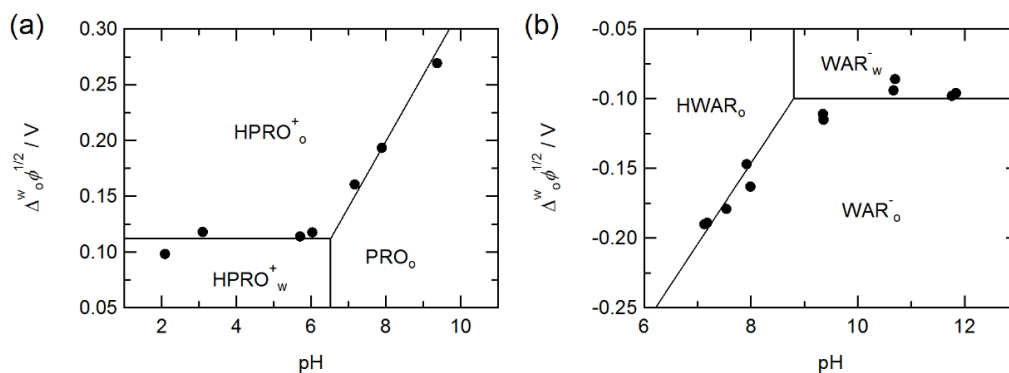 (a)
0.30
0.25
0.20
0.15
0.10
0.05
Δ^w_o ϕ^1/2 / V
HPRO^+_o
HPRO^+_w
PRO_o
2 4 6 8 10
pH
(b)
-0.05
-0.10
-0.15
-0.20
-0.25
Δ^w_o ϕ^1/2 / V
WAR^-_w
HWAR_o
WAR^-_o
6 8 10 12
pH